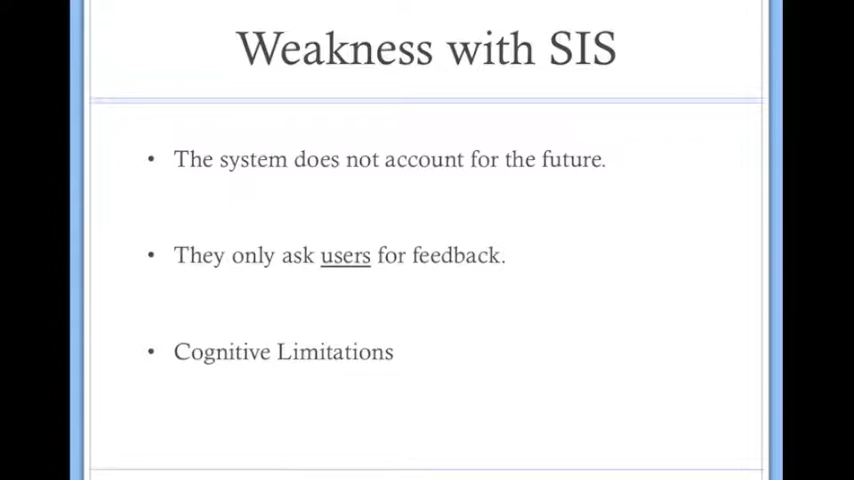 Weakness with SIS
• The system does not account for the future.
• They only ask users for feedback.
• Cognitive Limitations